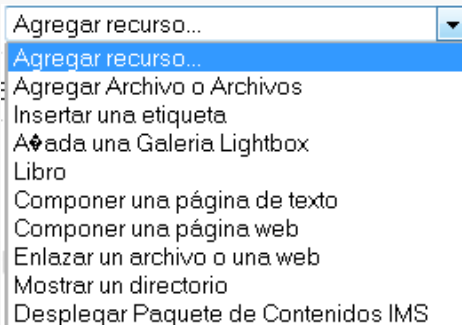 Agregar recurso...
Agregar recurso...
Agregar Archivo o Archivos
Insertar una etiqueta
A�ada una Galeria Lightbox
Libro
Componer una página de texto
Componer una página web
Enlazar un archivo o una web
Mostrar un directorio
Desplegar Paquete de Contenidos IMS